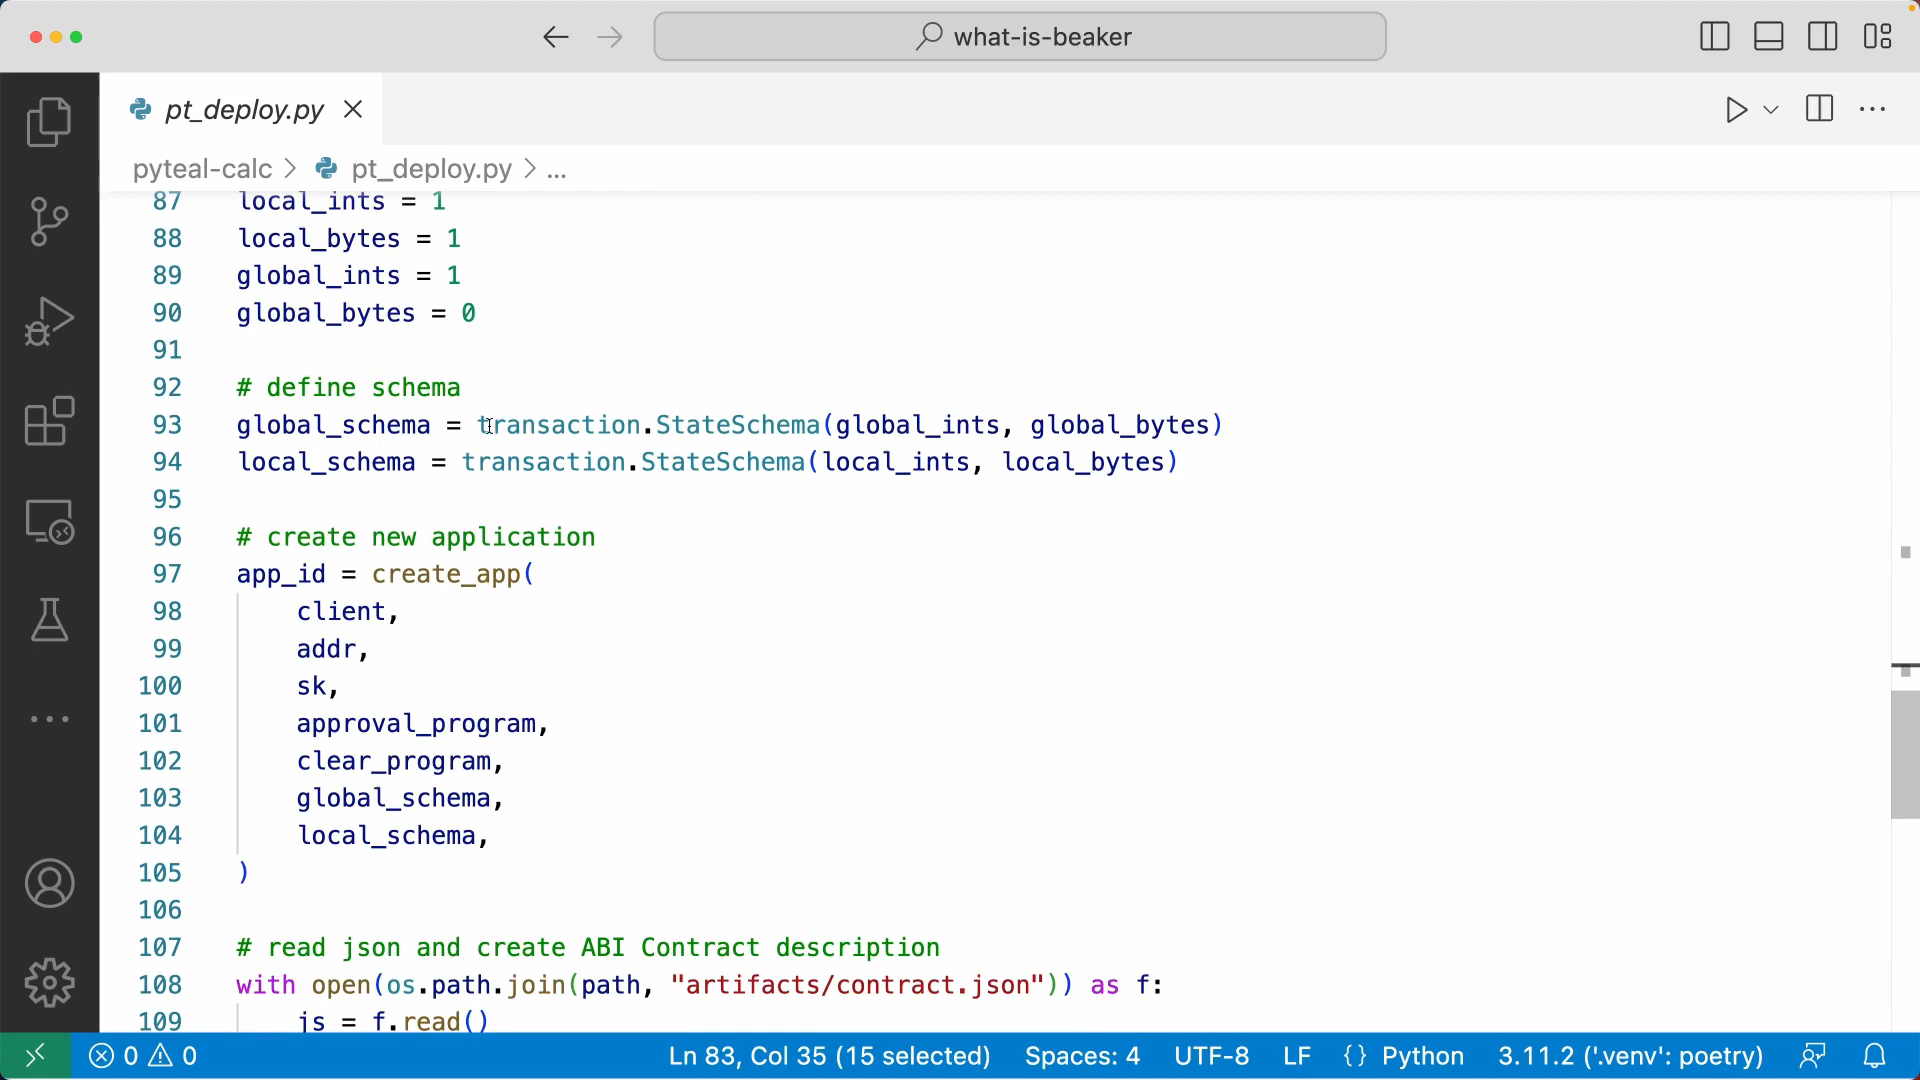 what-is-beaker
pt_deploy.py
pyteal-calc > pt_deploy.py > ...
87 local_ints = 1
88 local_bytes = 1
89 global_ints = 1
90 global_bytes = 0
91
92 # define schema
93 global_schema = transaction.StateSchema(global_ints, global_bytes)
94 local_schema = transaction.StateSchema(local_ints, local_bytes)
95
96 # create new application
97 app_id = create_app(
98 client,
99 addr,
100 sk,
101 approval_program,
102 clear_program,
103 global_schema,
104 local_schema,
105 )
106
107 # read json and create ABI Contract description
108 with open(os.path.join(path, "artifacts/contract.json")) as f:
109 js = f.read()
0 0 Ln 83, Col 35 (15 selected) Spaces: 4 UTF-8 LF {} Python 3.11.2 ('.venv': poetry)